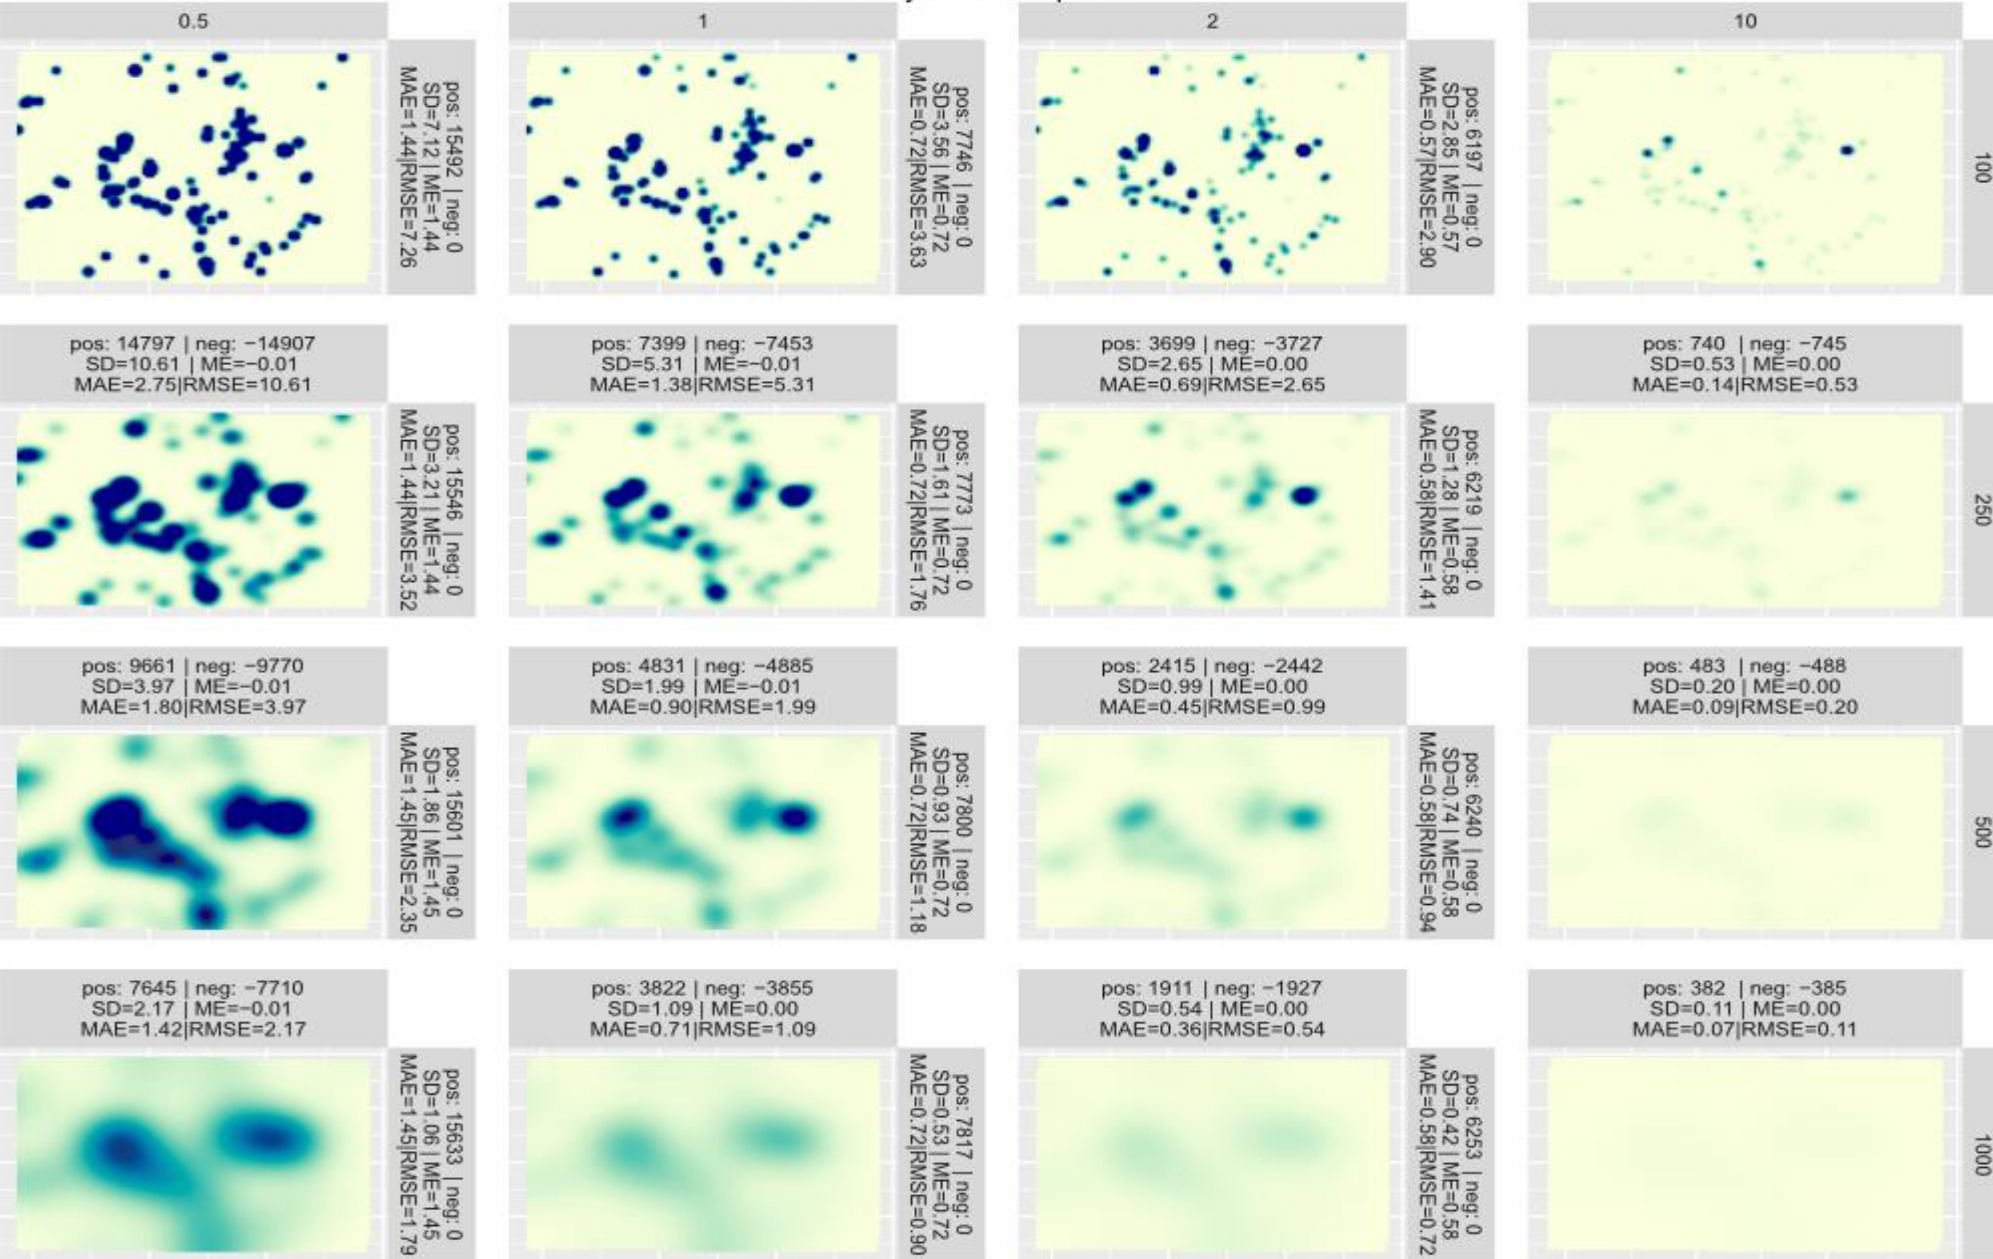 0.5
1
2
10
pos: 15492 | neg: 0
SD=7.12 | ME=1.44
MAE=1.44|RMSE=7.26
pos: 7746 | neg: 0
SD=3.56 | ME=0.72
MAE=0.72|RMSE=3.63
pos: 6197 | neg: 0
SD=2.85 | ME=0.57
MAE=0.57|RMSE=2.90
100
pos: 14797 | neg: −14907
SD=10.61 | ME=−0.01
MAE=2.75|RMSE=10.61
pos: 7399 | neg: −7453
SD=5.31 | ME=−0.01
MAE=1.38|RMSE=5.31
pos: 3699 | neg: −3727
SD=2.65 | ME=0.00
MAE=0.69|RMSE=2.65
pos: 740 | neg: −745
SD=0.53 | ME=0.00
MAE=0.14|RMSE=0.53
pos: 15546 | neg: 0
SD=3.21 | ME=1.44
MAE=1.44|RMSE=3.52
pos: 7773 | neg: 0
SD=1.61 | ME=0.72
MAE=0.72|RMSE=1.76
pos: 6219 | neg: 0
SD=1.28 | ME=0.58
MAE=0.58|RMSE=1.41
250
pos: 9661 | neg: −9770
SD=3.97 | ME=−0.01
MAE=1.80|RMSE=3.97
pos: 4831 | neg: −4885
SD=1.99 | ME=−0.01
MAE=0.90|RMSE=1.99
pos: 2415 | neg: −2442
SD=0.99 | ME=0.00
MAE=0.45|RMSE=0.99
pos: 483 | neg: −488
SD=0.20 | ME=0.00
MAE=0.09|RMSE=0.20
pos: 15601 | neg: 0
SD=1.86 | ME=1.45
MAE=1.45|RMSE=2.35
pos: 7800 | neg: 0
SD=0.93 | ME=0.72
MAE=0.72|RMSE=1.18
pos: 6240 | neg: 0
SD=0.74 | ME=0.58
MAE=0.58|RMSE=0.94
500
pos: 7645 | neg: −7710
SD=2.17 | ME=−0.01
MAE=1.42|RMSE=2.17
pos: 3822 | neg: −3855
SD=1.09 | ME=0.00
MAE=0.71|RMSE=1.09
pos: 1911 | neg: −1927
SD=0.54 | ME=0.00
MAE=0.36|RMSE=0.54
pos: 382 | neg: −385
SD=0.11 | ME=0.00
MAE=0.07|RMSE=0.11
pos: 15633 | neg: 0
SD=1.06 | ME=1.45
MAE=1.45|RMSE=1.79
pos: 7817 | neg: 0
SD=0.53 | ME=0.72
MAE=0.72|RMSE=0.90
pos: 6253 | neg: 0
SD=0.42 | ME=0.58
MAE=0.58|RMSE=0.72
1000